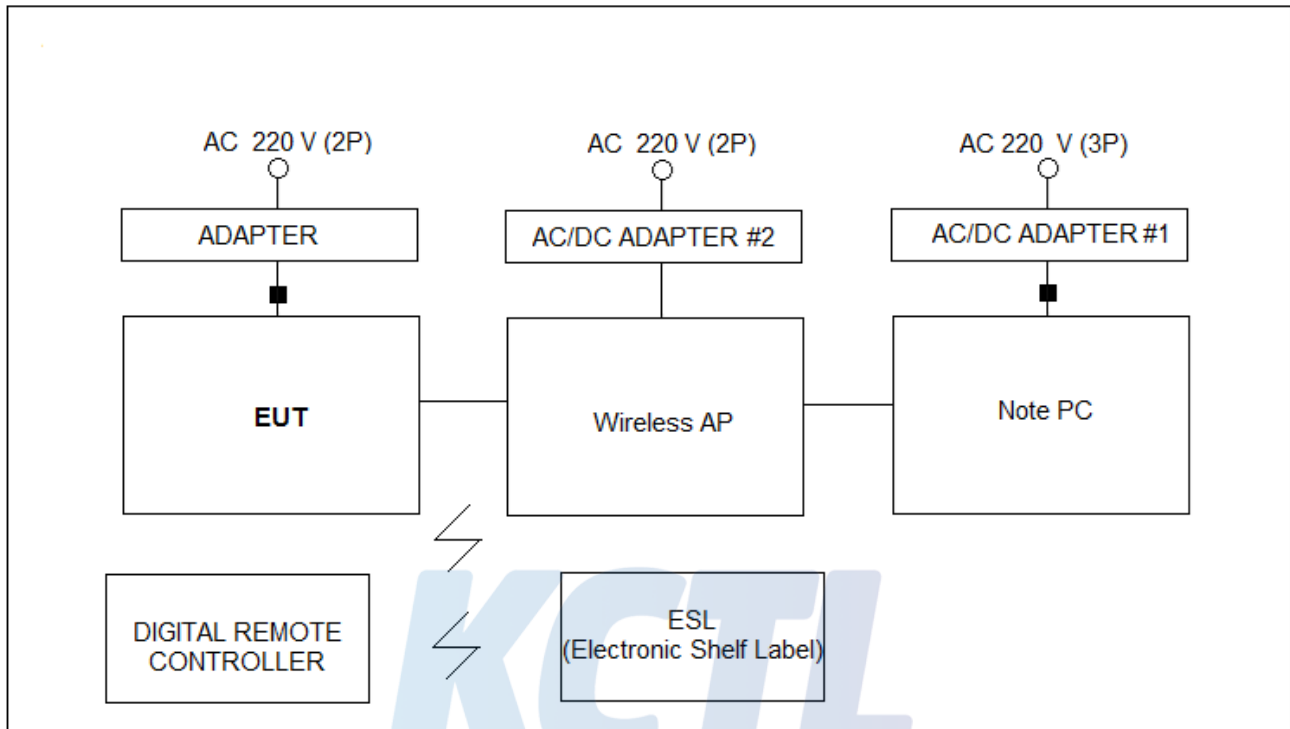 AC 220 V (2P)
AC 220 V (2P)
AC 220 V (3P)
ADAPTER
AC/DC ADAPTER #2
AC/DC ADAPTER #1
EUT
Wireless AP
Note PC
DIGITAL REMOTE
CONTROLLER
ESL
(Electronic Shelf Label)
KCTL